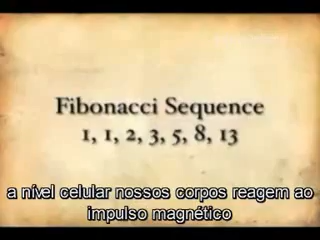 Fibonacci Sequence
1, 1, 2, 3, 5, 8, 13
a nível celular nossos corpos reagem ao
impulso magnético